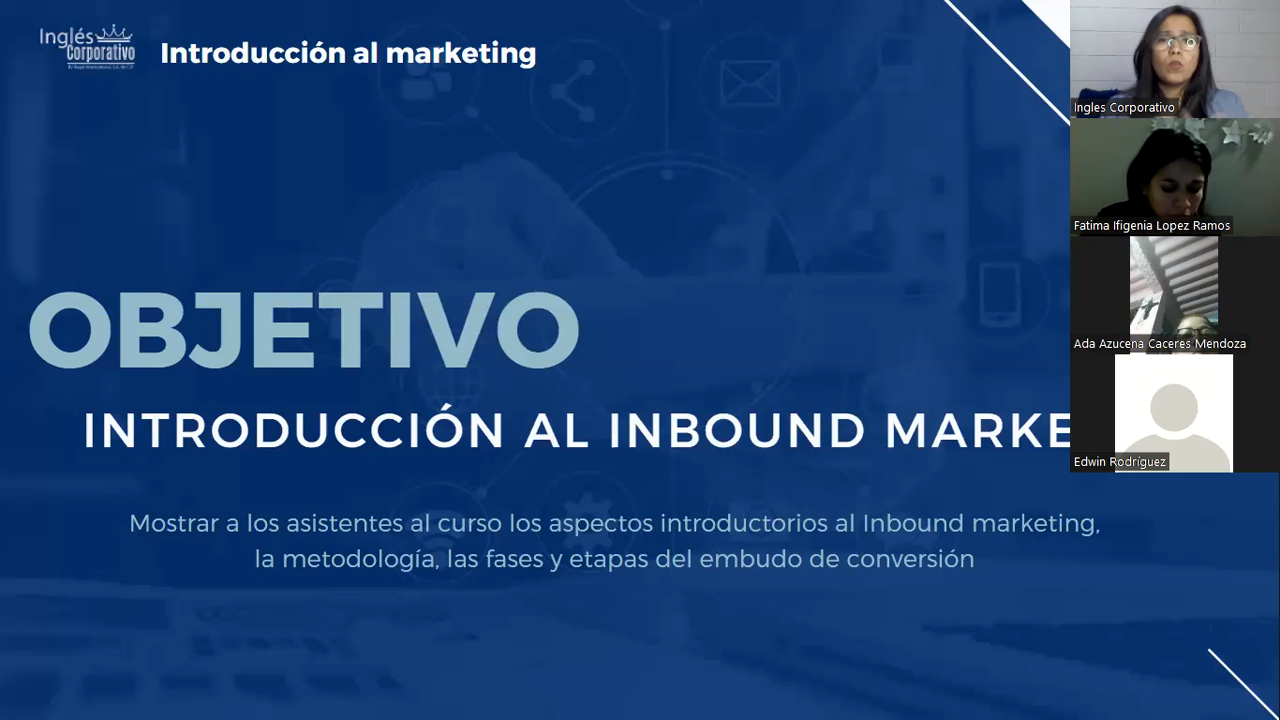 Inglés
Corporativo
Introducción al marketing
OBJETIVO
INTRODUCCIÓN AL INBOUND MARKE
Mostrar a los asistentes al curso los aspectos introductorios al Inbound marketing,
la metodología, las fases y etapas del embudo de conversión
Ingles Corporativo
Fatima Ifigenia Lopez Ramos
Ada Azucena Caceres Mendoza
Edwin Rodriguez